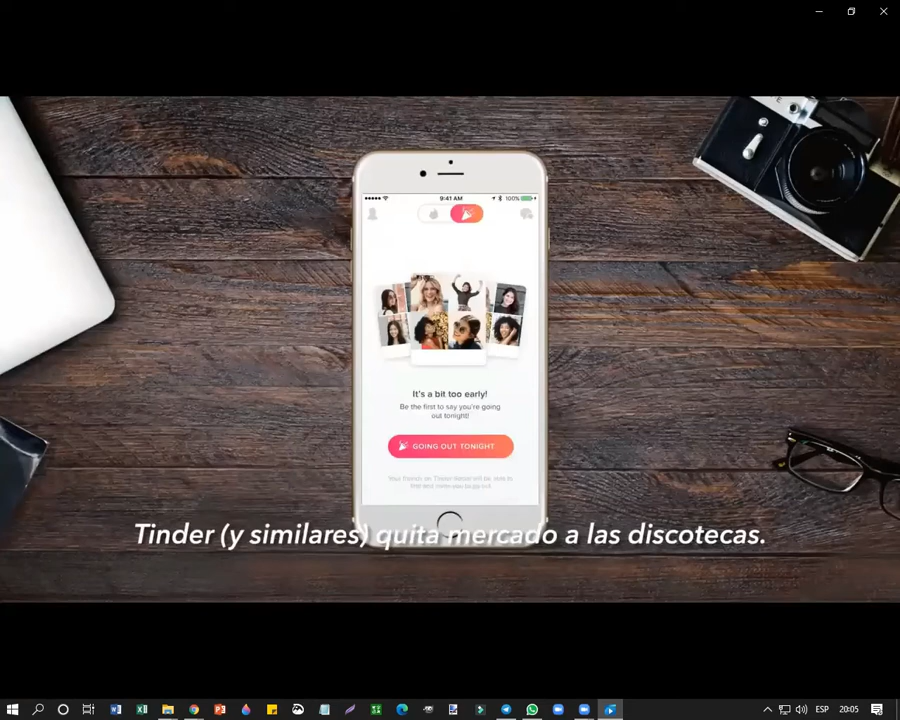 9:41 AM
100%
It's a bit too early!
Be the first to say you're going
out tonight!
GOING OUT TONIGHT
Tinder (y similares) quita mercado a las discotecas.
ESP
20:05